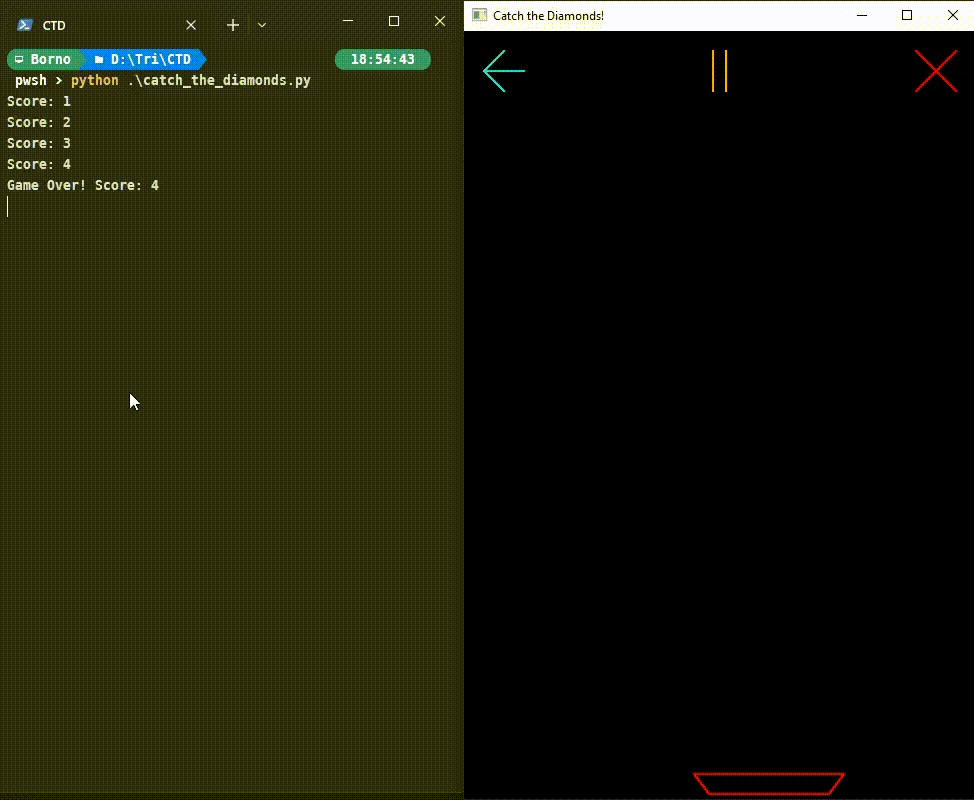 CTD
Borno D:\Tri\CTD 18:54:43
pwsh > python .\catch_the_diamonds.py
Score: 1
Score: 2
Score: 3
Score: 4
Game Over! Score: 4
Catch the Diamonds!